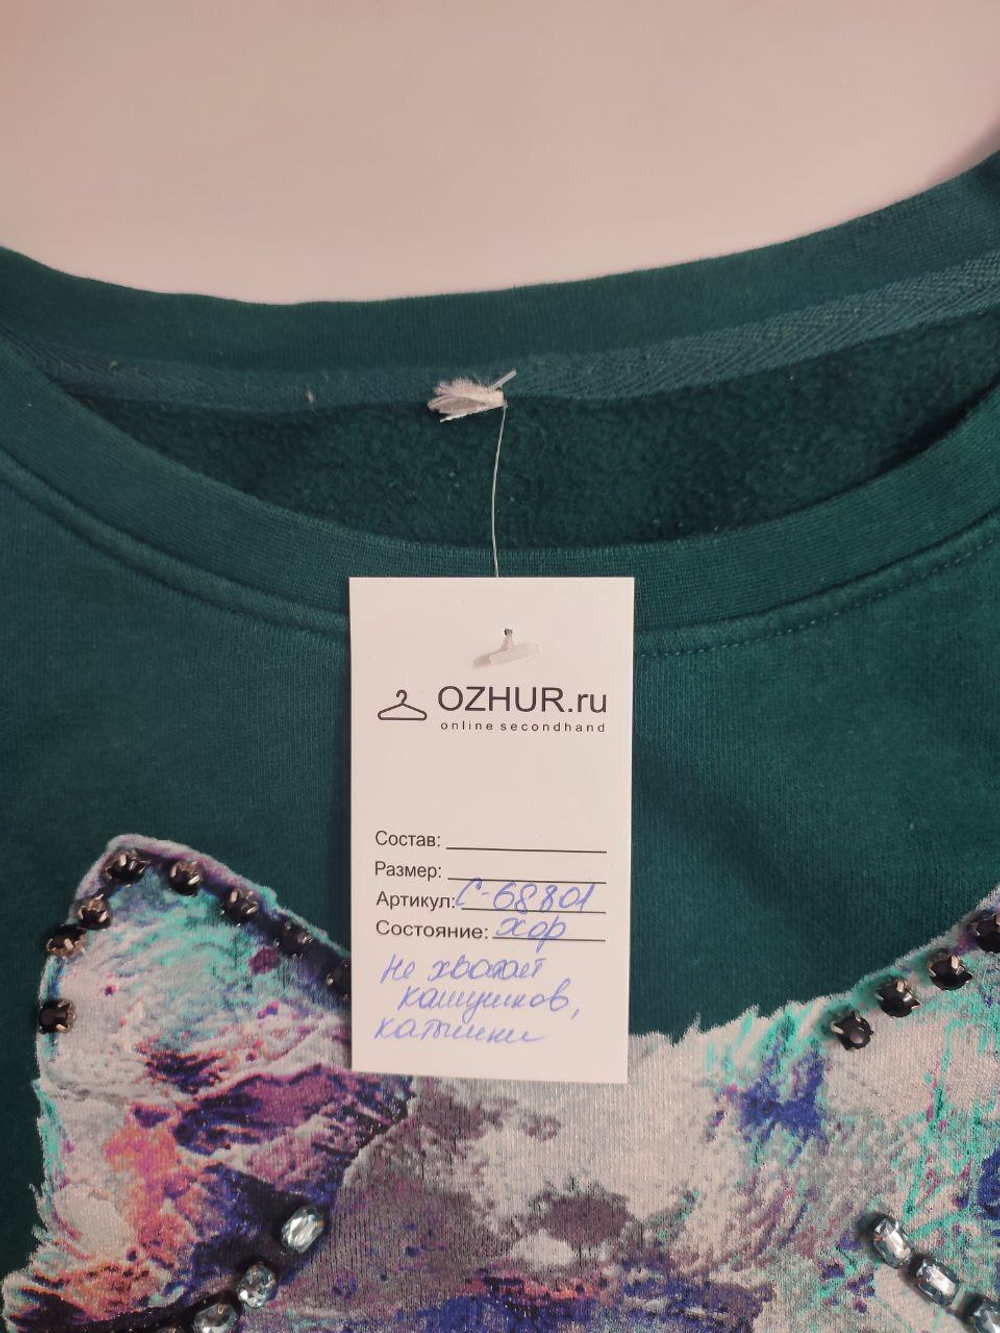 OZHUR.ru
online secondhand
Состав:
Размер:
Артикул: С-68801
Состояние: хор
не хватает
камушков,
катышки